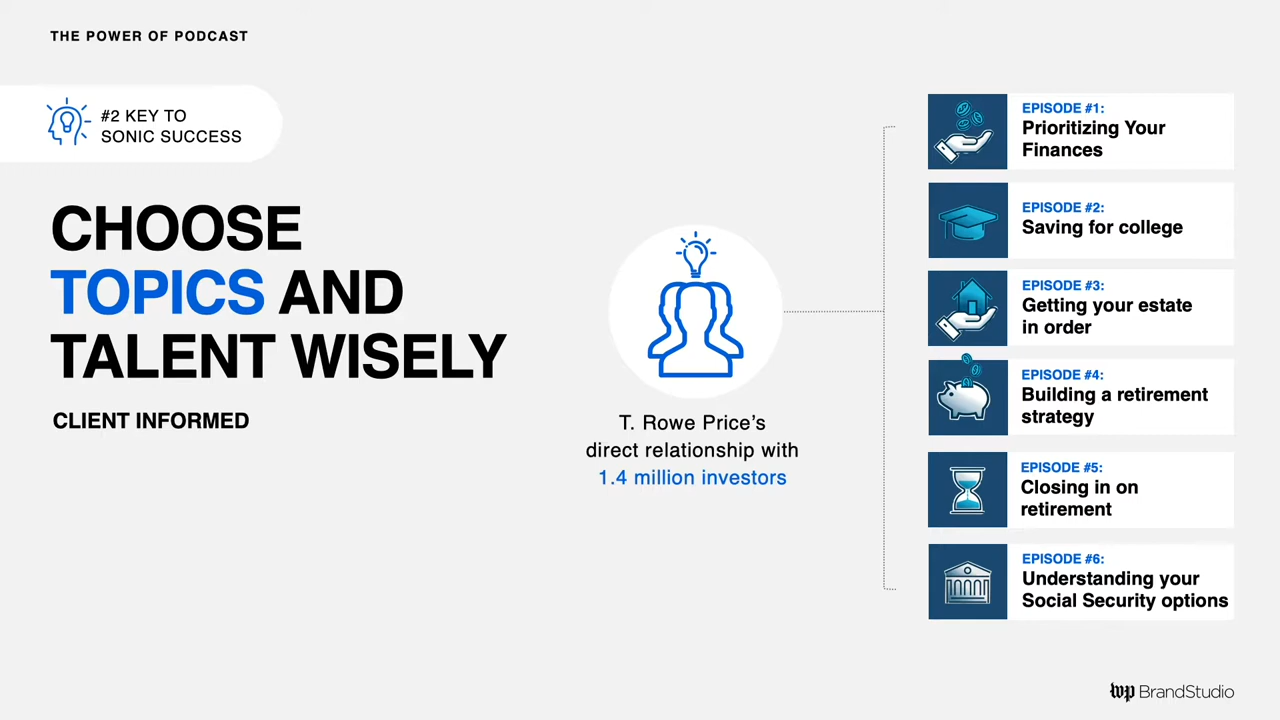 THE POWER OF PODCAST
#2 KEY TO
SONIC SUCCESS
CHOOSE
TOPICS AND
TALENT WISELY
CLIENT INFORMED
T. Rowe Price's
direct relationship with
1.4 million investors
EPISODE #1:
Prioritizing Your
Finances
EPISODE #2:
Saving for college
EPISODE #3:
Getting your estate
in order
EPISODE #4:
Building a retirement
strategy
EPISODE #5:
Closing in on
retirement
EPISODE #6:
Understanding your
Social Security options
wp BrandStudio